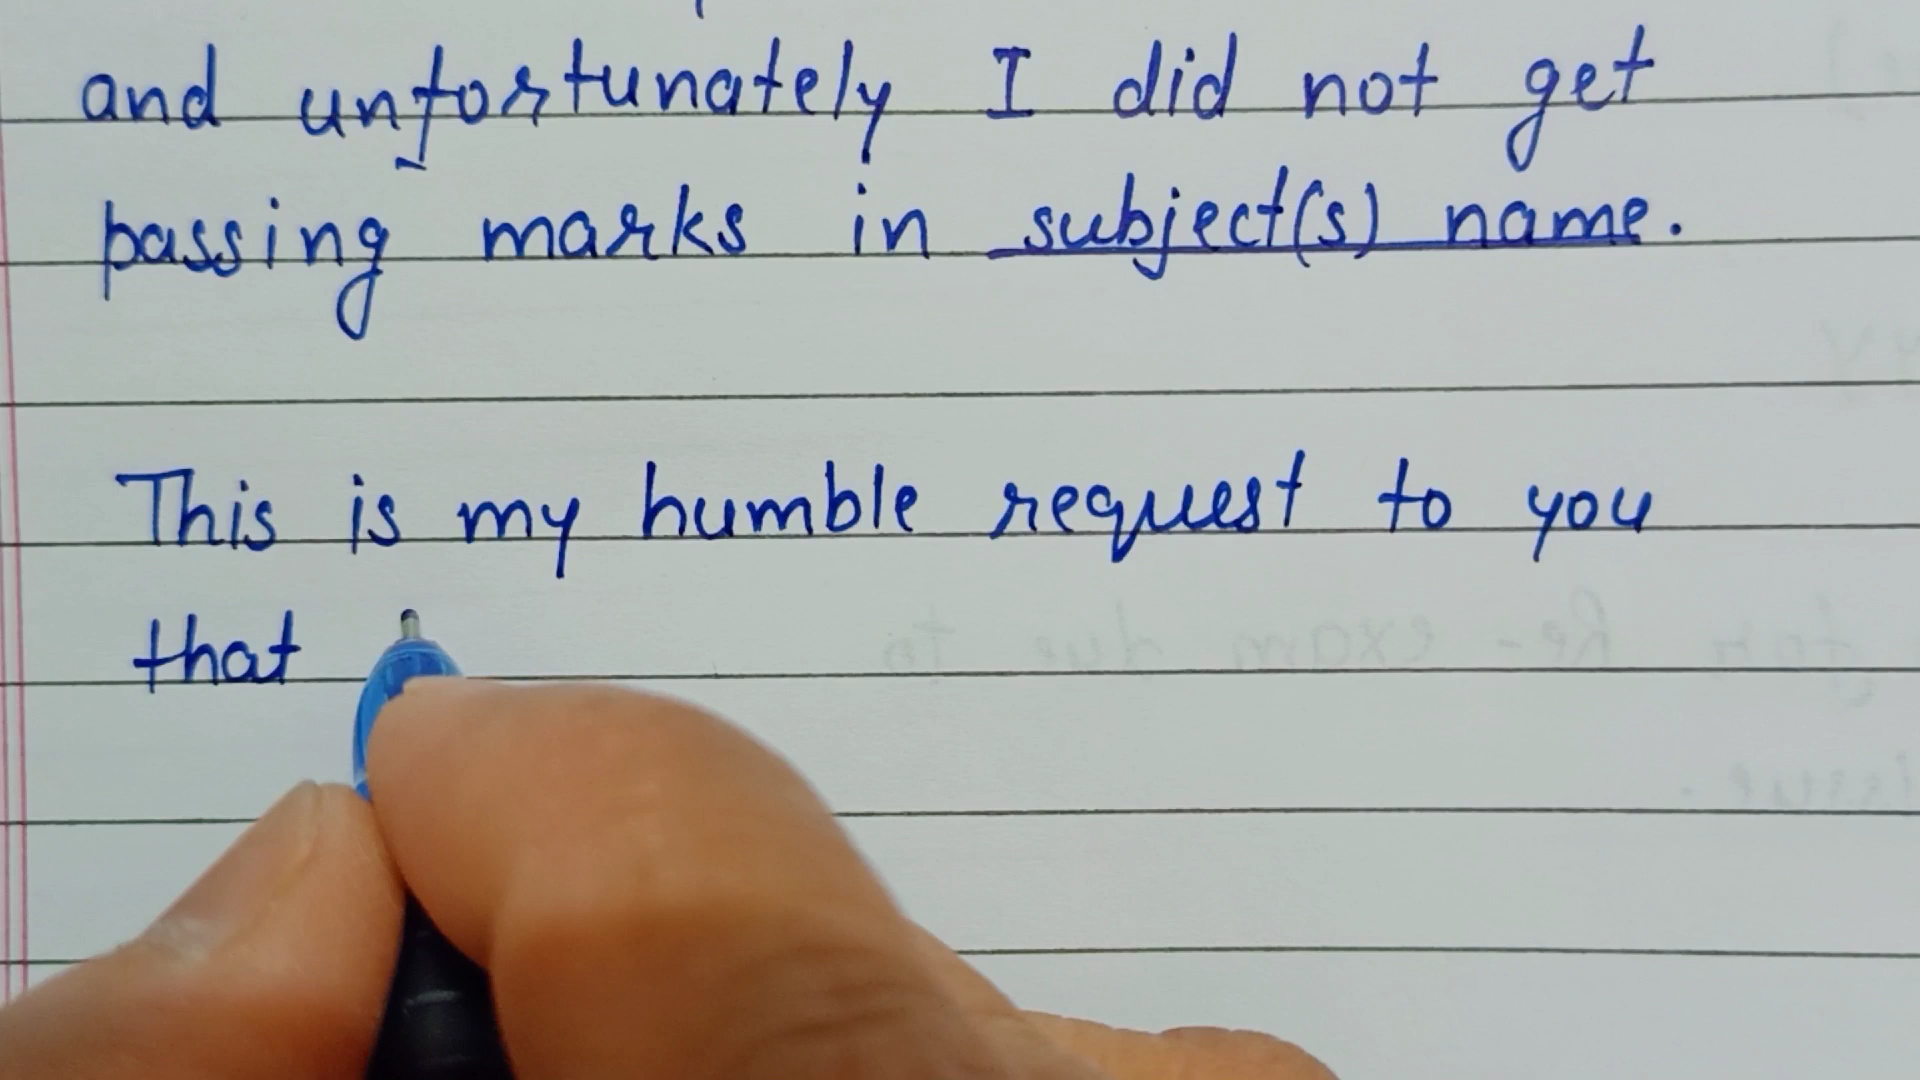 and unfortunately I did not get
passing marks in subject(s) name.
This is my humble request to you
that